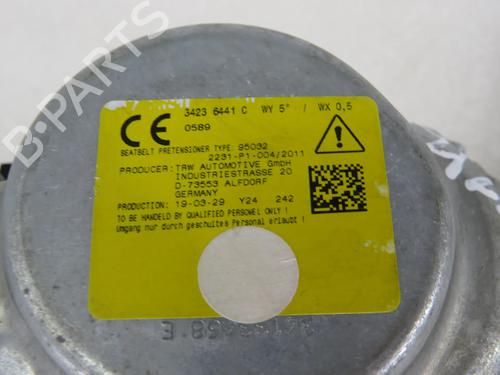 B-PARTS
3423 6441 C WY 5° / WX 0,5
CE
0589
SEATBELT PRETENSIONER TYPE: 95032
2231-P1-004/2011
PRODUCER: TRW AUTOMOTIVE GmbH
INDUSTRIESTRASSE 20
D-73553 ALFDORF
GERMANY
PRODUCTION: 19-03-29 Y24 242
TO BE HANDELED BY QUALIFIED PERSONEL ONLY !
Umgang nur durch geschultes Personal erlaubt !